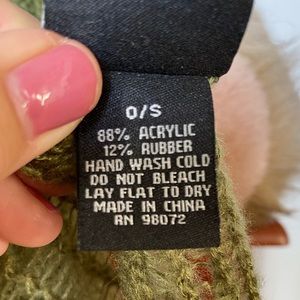 O/S
88% ACRYLIC
12% RUBBER
HAND WASH COLD
DO NOT BLEACH
LAY FLAT TO DRY
MADE IN CHINA
RN 98072